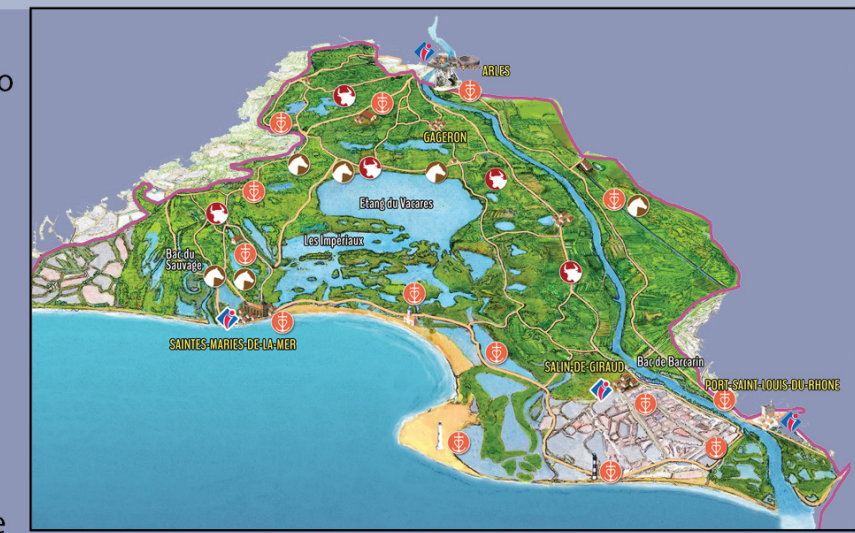 o
ARLES
GAGERON
Etang du Vacares
Les Impériaux
Bac du
Sauvage
SAINTES-MARIES-DE-LA-MER
SALIN-DE-GIRAUD
Bac de Barcarin
PORT-SAINT-LOUIS-DU-RHONE
e